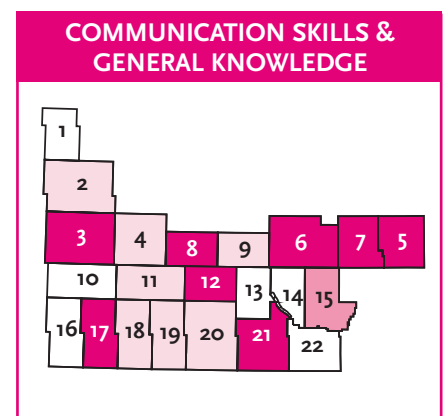 COMMUNICATION SKILLS &
GENERAL KNOWLEDGE
1
2
3 4 8 9 6 7 5
10 11 12 13 14 15
16 17 18 19 20 21 22